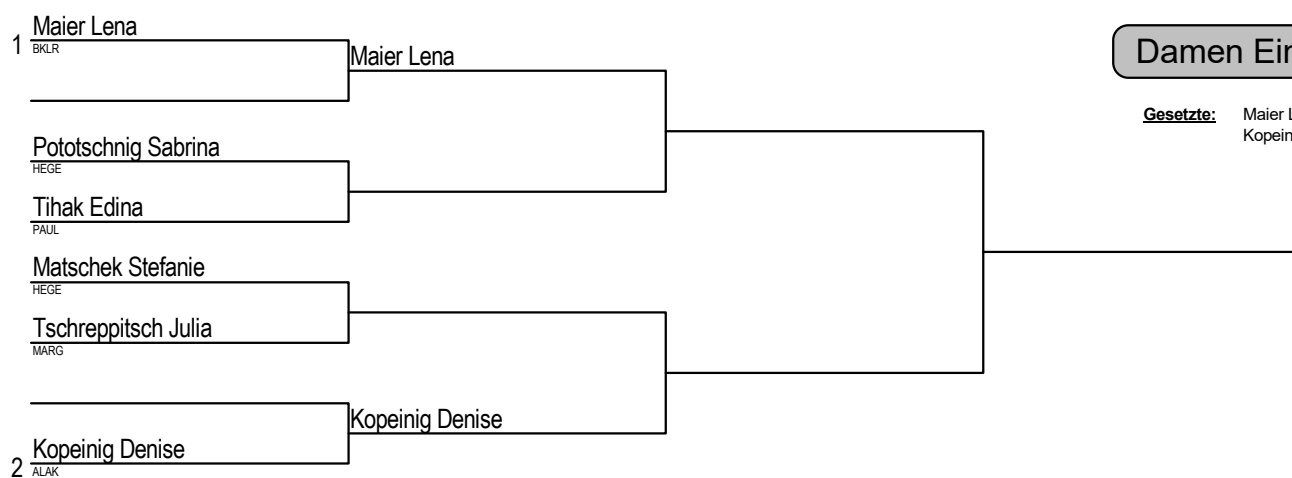 Maier Lena
1
BKLR
Maier Lena
Damen Ein
Gesetzte: Maier L
Kopein
Pototschnig Sabrina
HEGE
Tihak Edina
PAUL
Matschek Stefanie
HEGE
Tschreppitsch Julia
MARG
Kopeinig Denise
Kopeinig Denise
2
ALAK